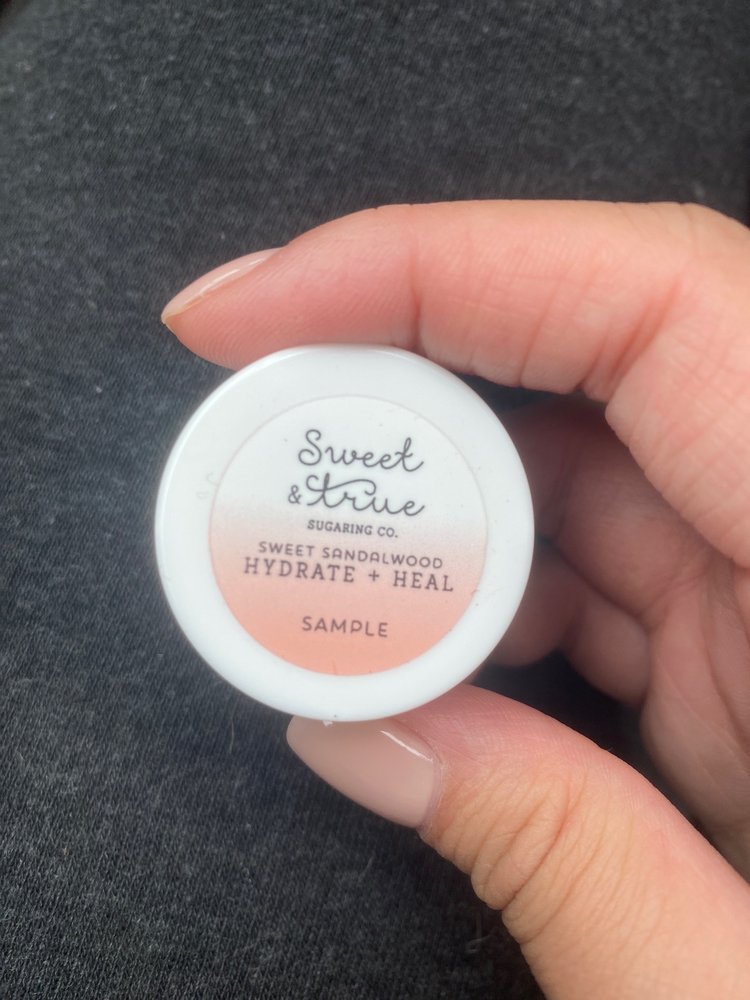 Sweet
& true
SUGARING CO.
SWEET SANDALWOOD
HYDRATE + HEAL
SAMPLE